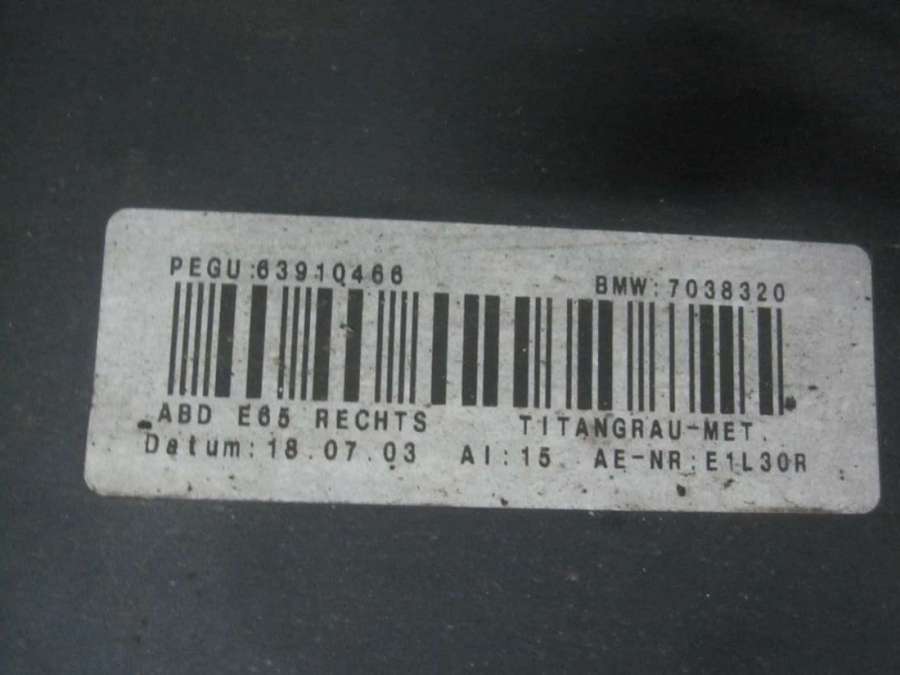 PEGU:63910466 BMW:7038320
ABD E65 RECHTS TITANGRAU-MET.
Datum:18.07.03 AI:15 AE-NR:E1L30R